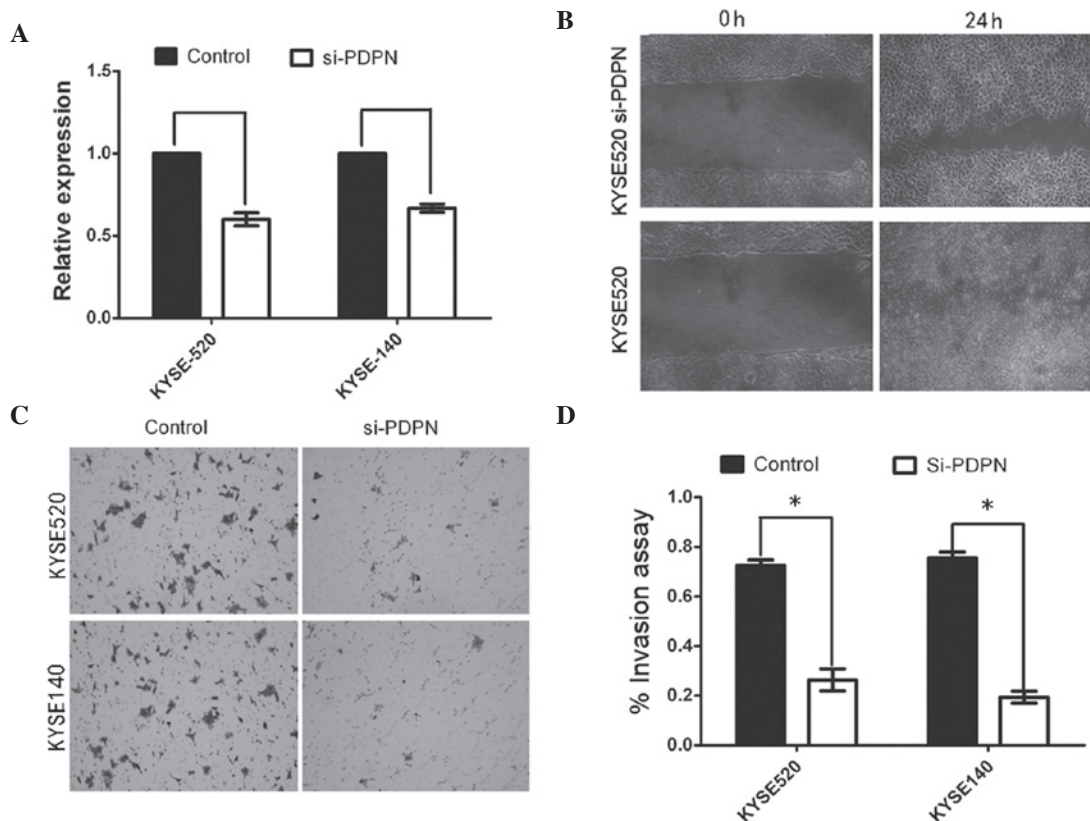 A
Control
si-PDPN
Relative expression
1.5
1.0
0.5
0.0
KYSE-520
KYSE-140
B
0h
24h
KYSE520 si-PDPN
KYSE520
C
Control
si-PDPN
KYSE520
KYSE140
D
Control
Si-PDPN
% Invasion assay
1.0
0.8
0.6
0.4
0.2
0.0
*
*
KYSE520
KYSE140